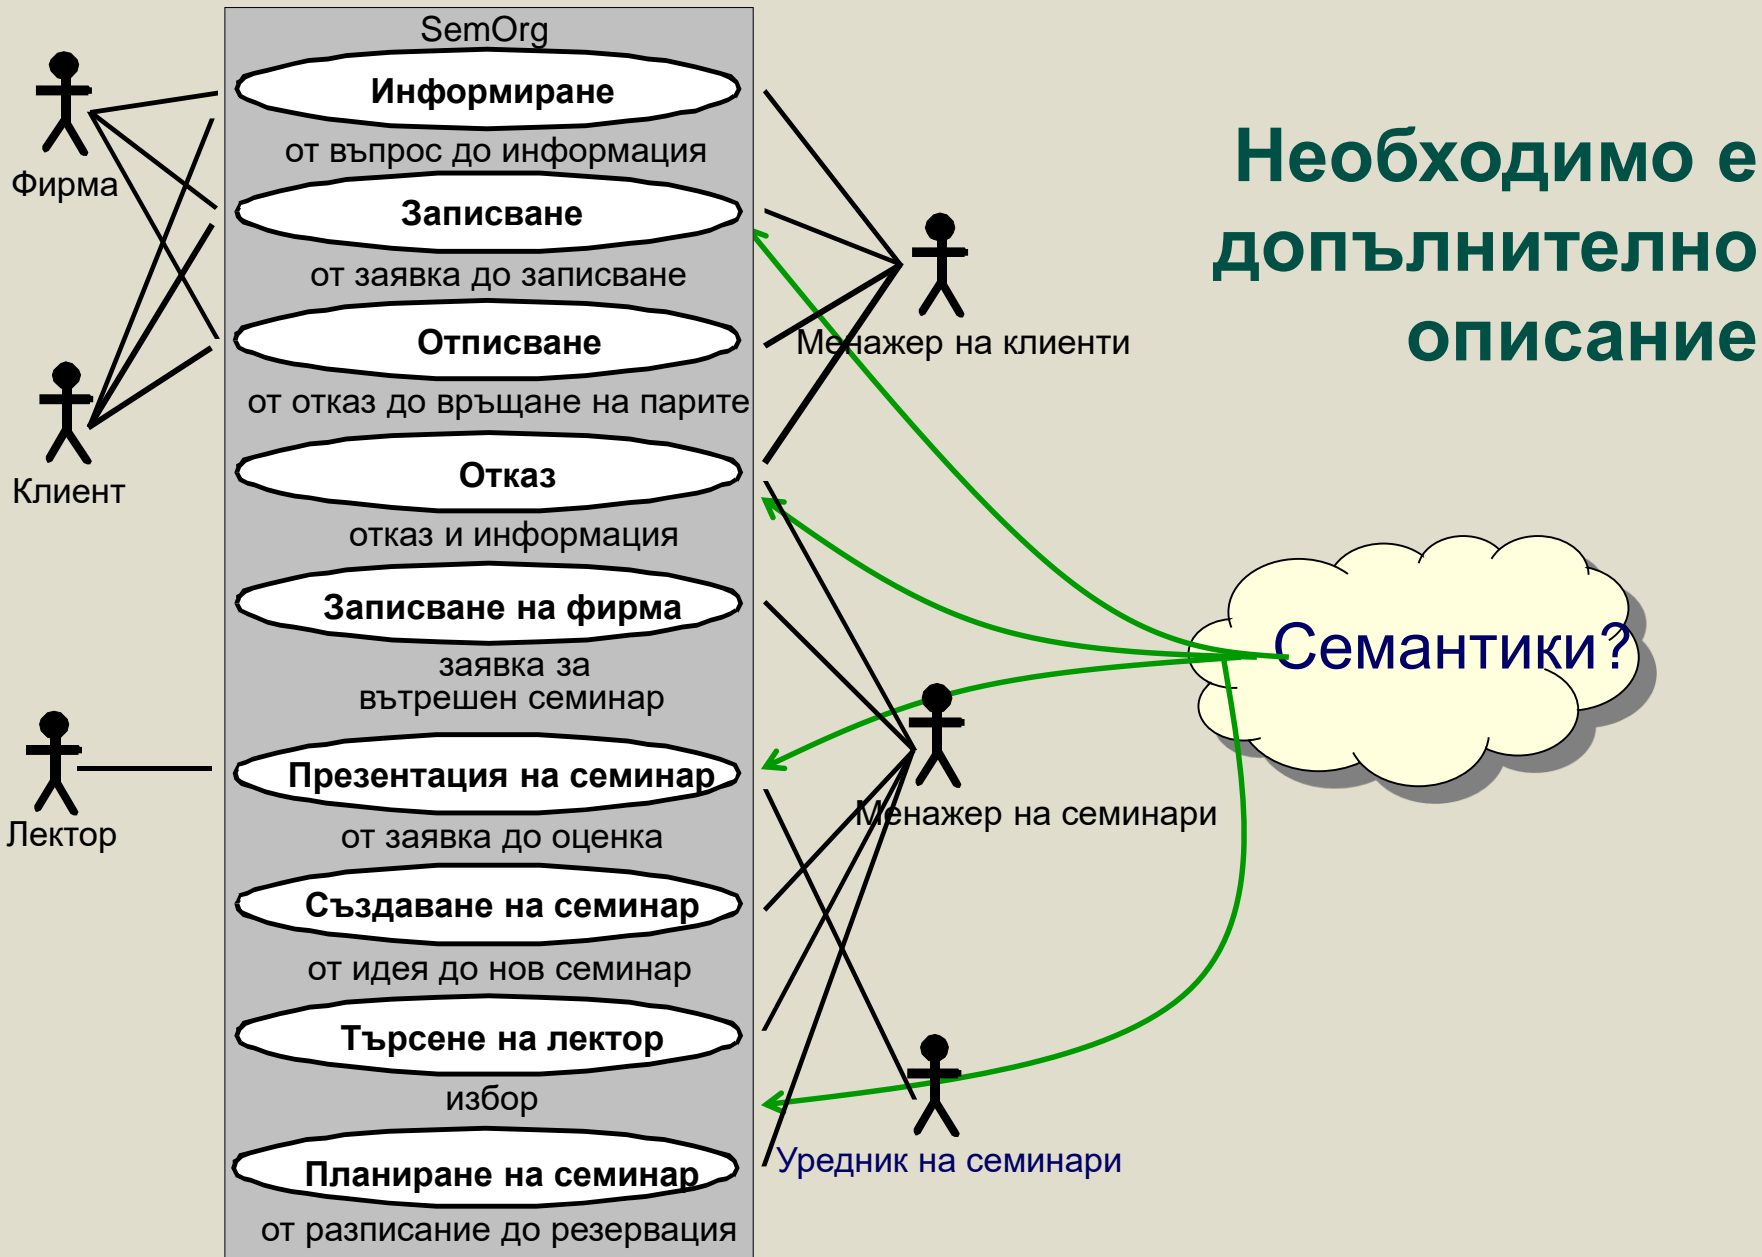 SemOrg
Информиране
от въпрос до информация
Записване
от заявка до записване
Отписване
от отказ до връщане на парите
Отказ
отказ и информация
Записване на фирма
заявка за
вътрешен семинар
Презентация на семинар
от заявка до оценка
Създаване на семинар
от идея до нов семинар
Търсене на лектор
избор
Планиране на семинар
от разписание до резервация
Фирма
Клиент
Лектор
Менажер на клиенти
Менажер на семинари
Уредник на семинари
Необходимо е
допълнително
описание
Семантики?